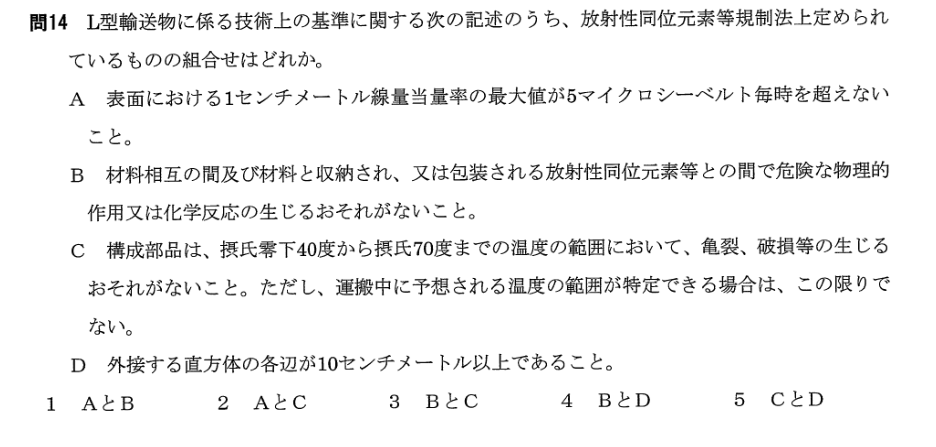 問14　L型輸送物に係る技術上の基準に関する次の記述のうち、放射性同位元素等規制法上定められ
ているものの組合せはどれか。
A　表面における1センチメートル線量当量率の最大値が5マイクロシーベルト毎時を超えない
こと。
B　材料相互の間及び材料と収納され、又は包装される放射性同位元素等との間で危険な物理的
作用又は化学反応の生じるおそれがないこと。
C　構成部品は、摂氏零下40度から摂氏70度までの温度の範囲において、亀裂、破損等の生じる
おそれがないこと。ただし、運搬中に予想される温度の範囲が特定できる場合は、この限りで
ない。
D　外接する直方体の各辺が10センチメートル以上であること。
1　AとB　2　AとC　3　BとC　4　BとD　5　CとD